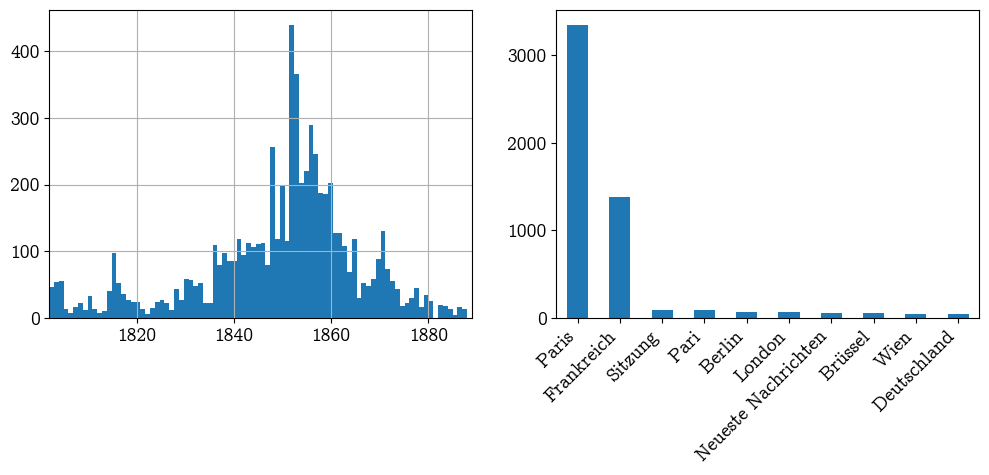 400
300
200
100
0
1820 1840 1860 1880
3000
2000
1000
0
Paris
Frankreich
Sitzung
Pari
Berlin
London
Neueste Nachrichten
Brüssel
Wien
Deutschland